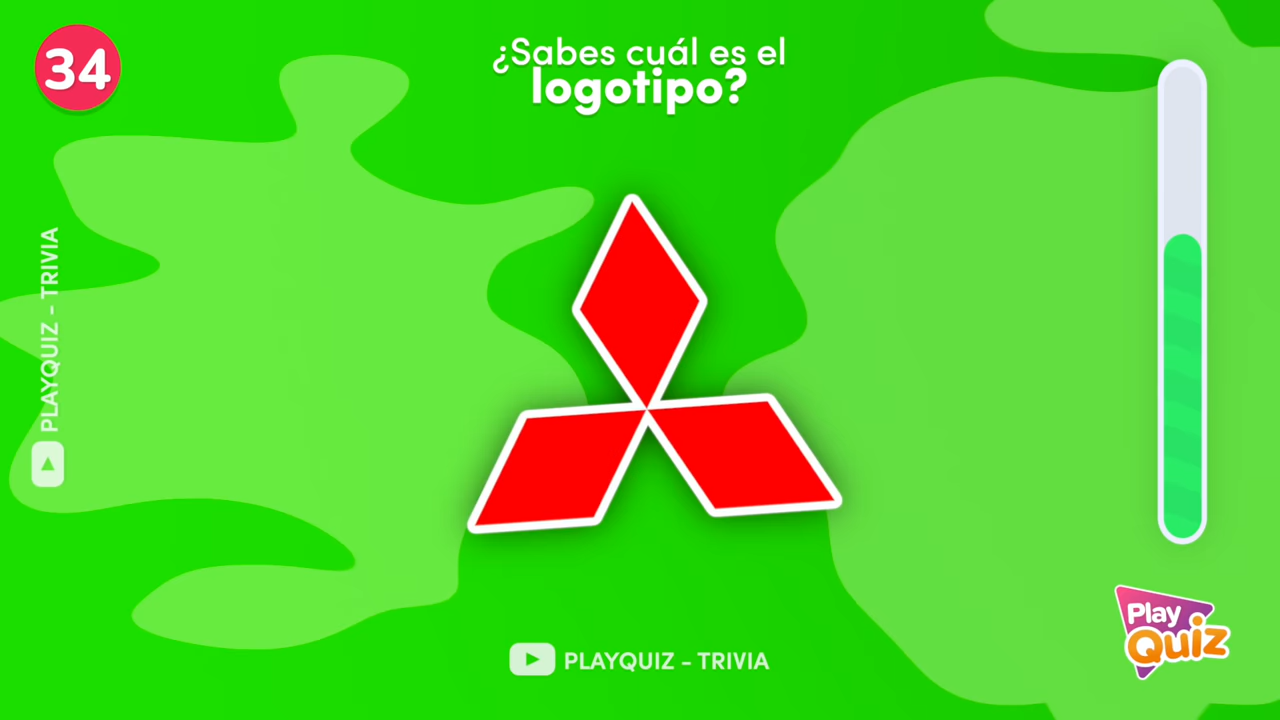 34
¿Sabes cuál es el
logotipo?
PLAYQUIZ - TRIVIA
PLAYQUIZ - TRIVIA
Play
Quiz